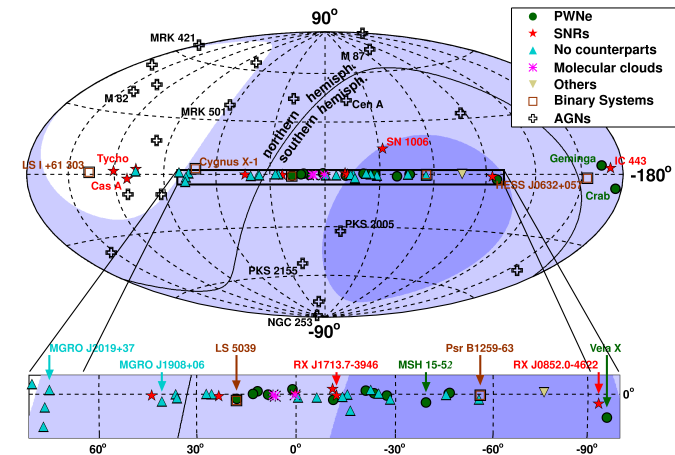 90°
PWNe
SNRs
No counterparts
Molecular clouds
Others
Binary Systems
AGNs
MRK 421
M 87
M 82
MRK 501
Cen A
northern hemisph.
southern hemisph.
SN 1006
LS I +61 303
Tycho
Cas A
Cygnus X-1
Geminga
IC 443
-180°
HESS J0632+057
Crab
PKS 2005
PKS 2155
NGC 253
-90°
MGRO J2019+37
LS 5039
Psr B1259-63
Vela X
MGRO J1908+06
RX J1713.7-3946
MSH 15-52
RX J0852.0-4622
0°
60°
30°
0°
-30°
-60°
-90°